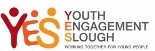 YES
YOUTH
ENGAGEMENT
SLOUGH
WORKING TOGETHER FOR YOUNG PEOPLE